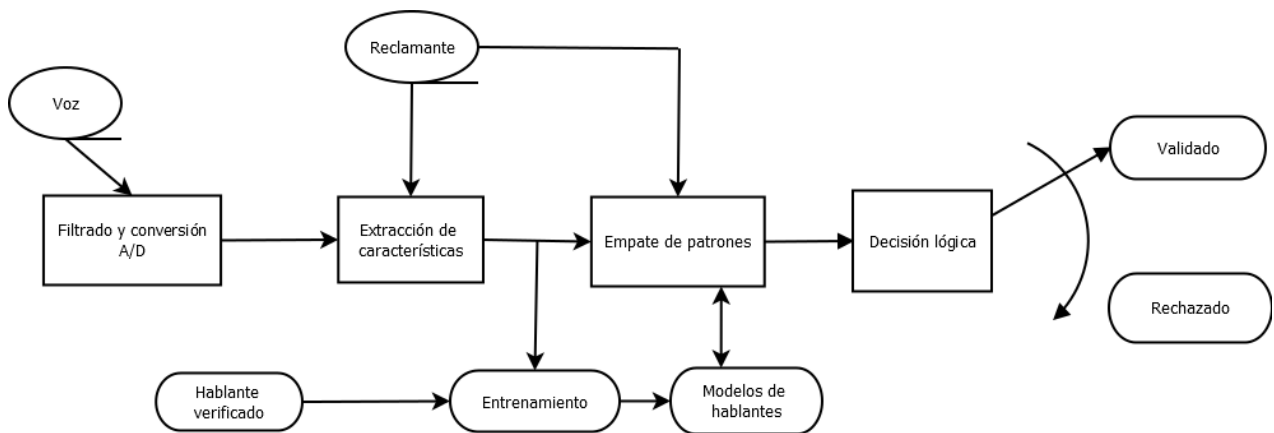 Reclamante
Voz
Validado
Filtrado y conversión
A/D
Extracción de
características
Empate de patrones
Decisión lógica
Rechazado
Hablante
verificado
Entrenamiento
Modelos de
hablantes